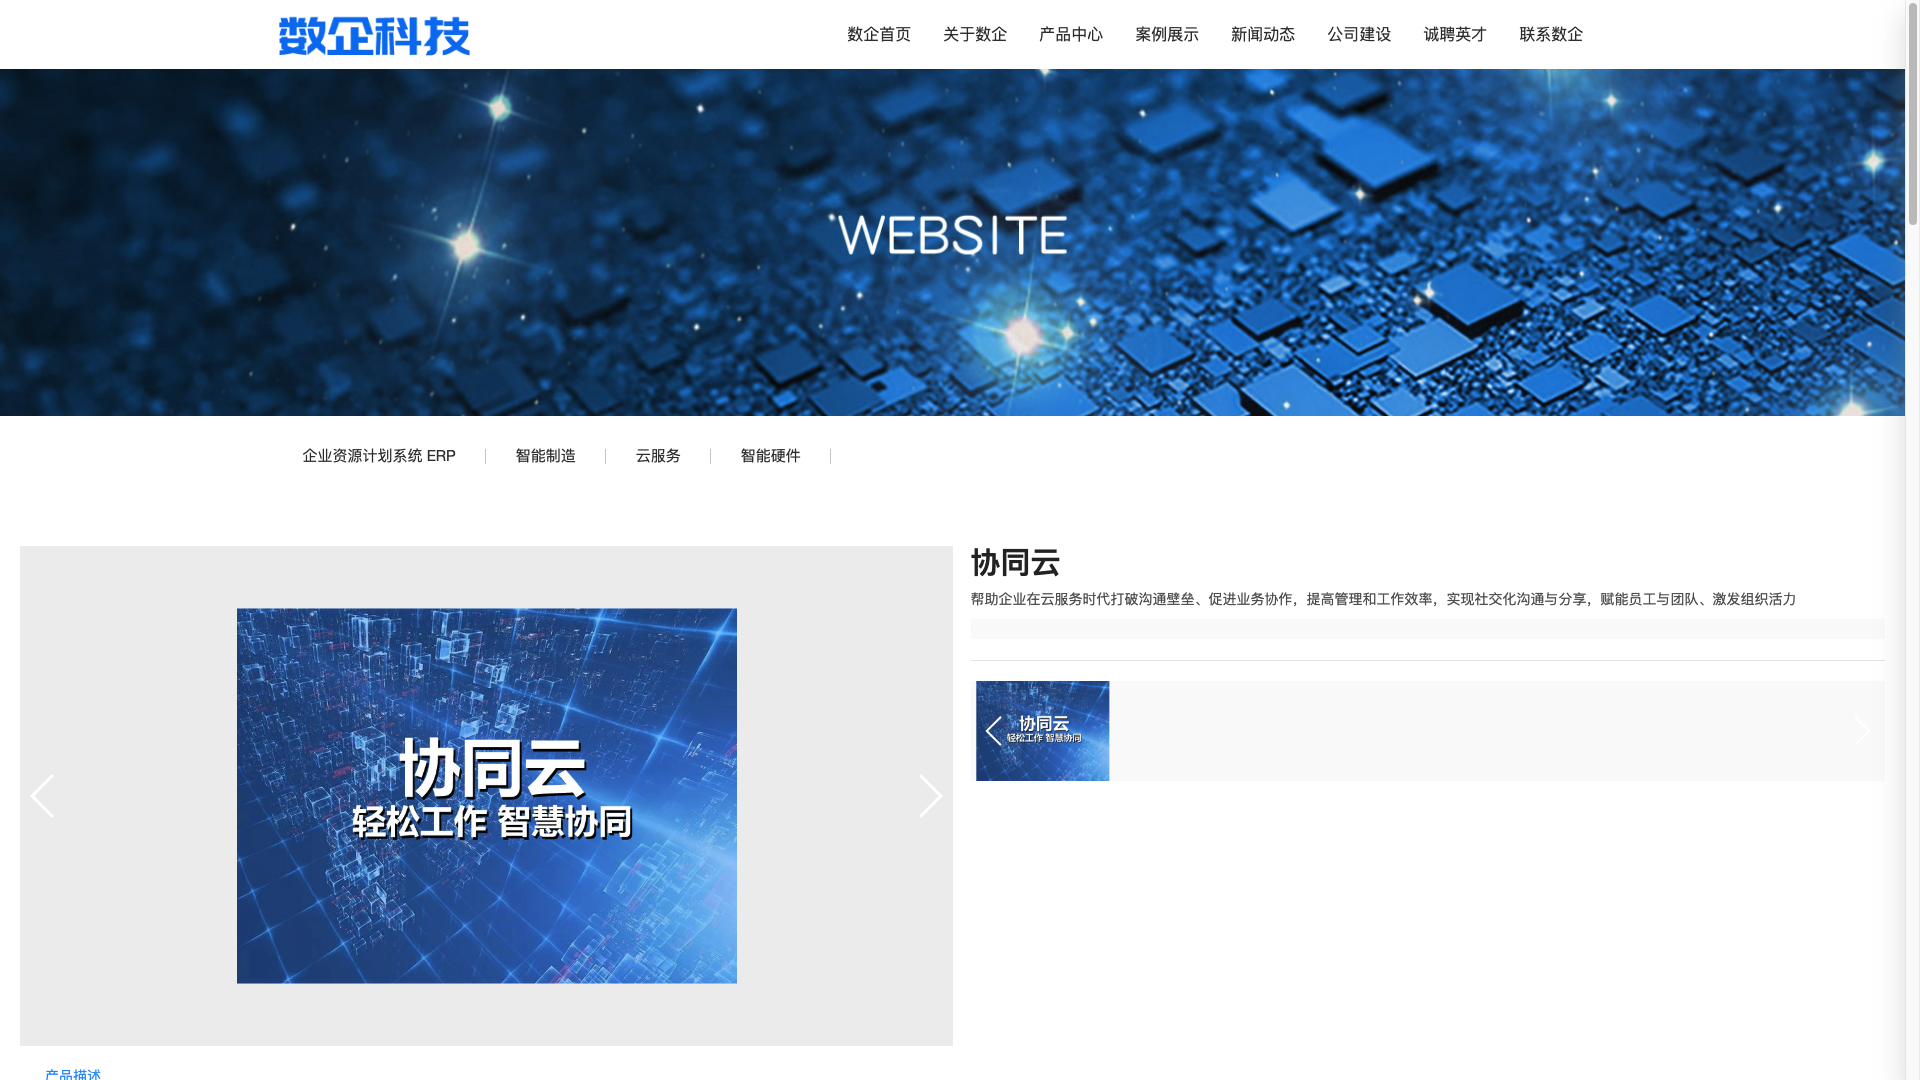 数企科技
数企首页 关于数企 产品中心 案例展示 新闻动态 公司建设 诚聘英才 联系数企
WEBSITE
企业资源计划系统 ERP 智能制造 云服务 智能硬件
协同云
帮助企业在云服务时代打破沟通壁垒、促进业务协作，提高管理和工作效率，实现社交化沟通与分享，赋能员工与团队、激发组织活力
协同云
轻松工作 智慧协同
协同云
轻松工作 智慧协同
产品描述